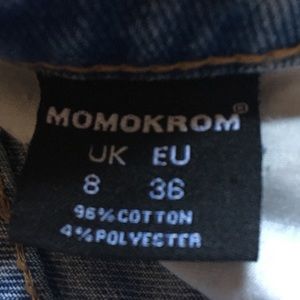 MOMOKROM®
UK EU
8 36
96%COTTON
4%POLYESTER